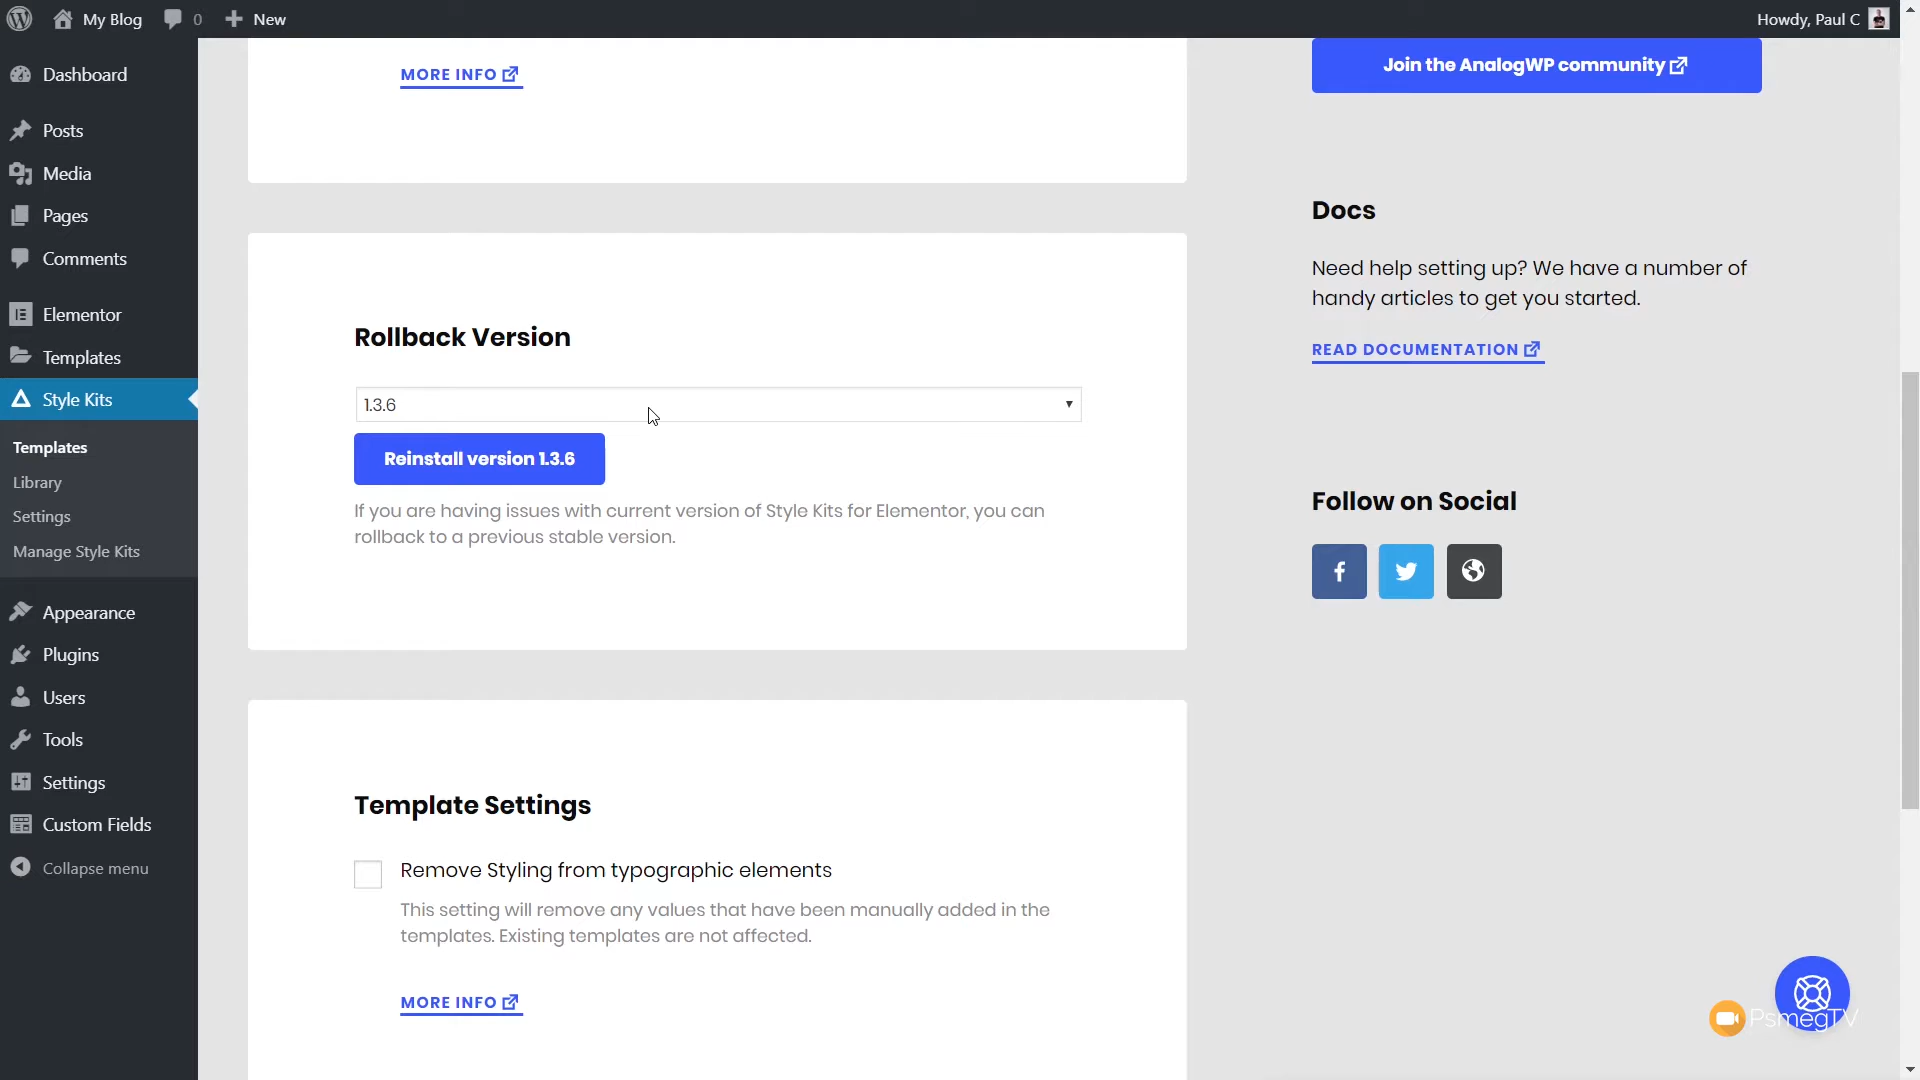 My Blog
0
New
Howdy, Paul C
Dashboard
Posts
Media
Pages
Comments
Elementor
Templates
Style Kits
Templates
Library
Settings
Manage Style Kits
Appearance
Plugins
Users
Tools
Settings
Custom Fields
Collapse menu
MORE INFO
Rollback Version
1.3.6
Reinstall version 1.3.6
If you are having issues with current version of Style Kits for Elementor, you can
rollback to a previous stable version.
Template Settings
Remove Styling from typographic elements
This setting will remove any values that have been manually added in the
templates. Existing templates are not affected.
MORE INFO
Join the AnalogWP community
Docs
Need help setting up? We have a number of
handy articles to get you started.
READ DOCUMENTATION
Follow on Social
PsmegTV